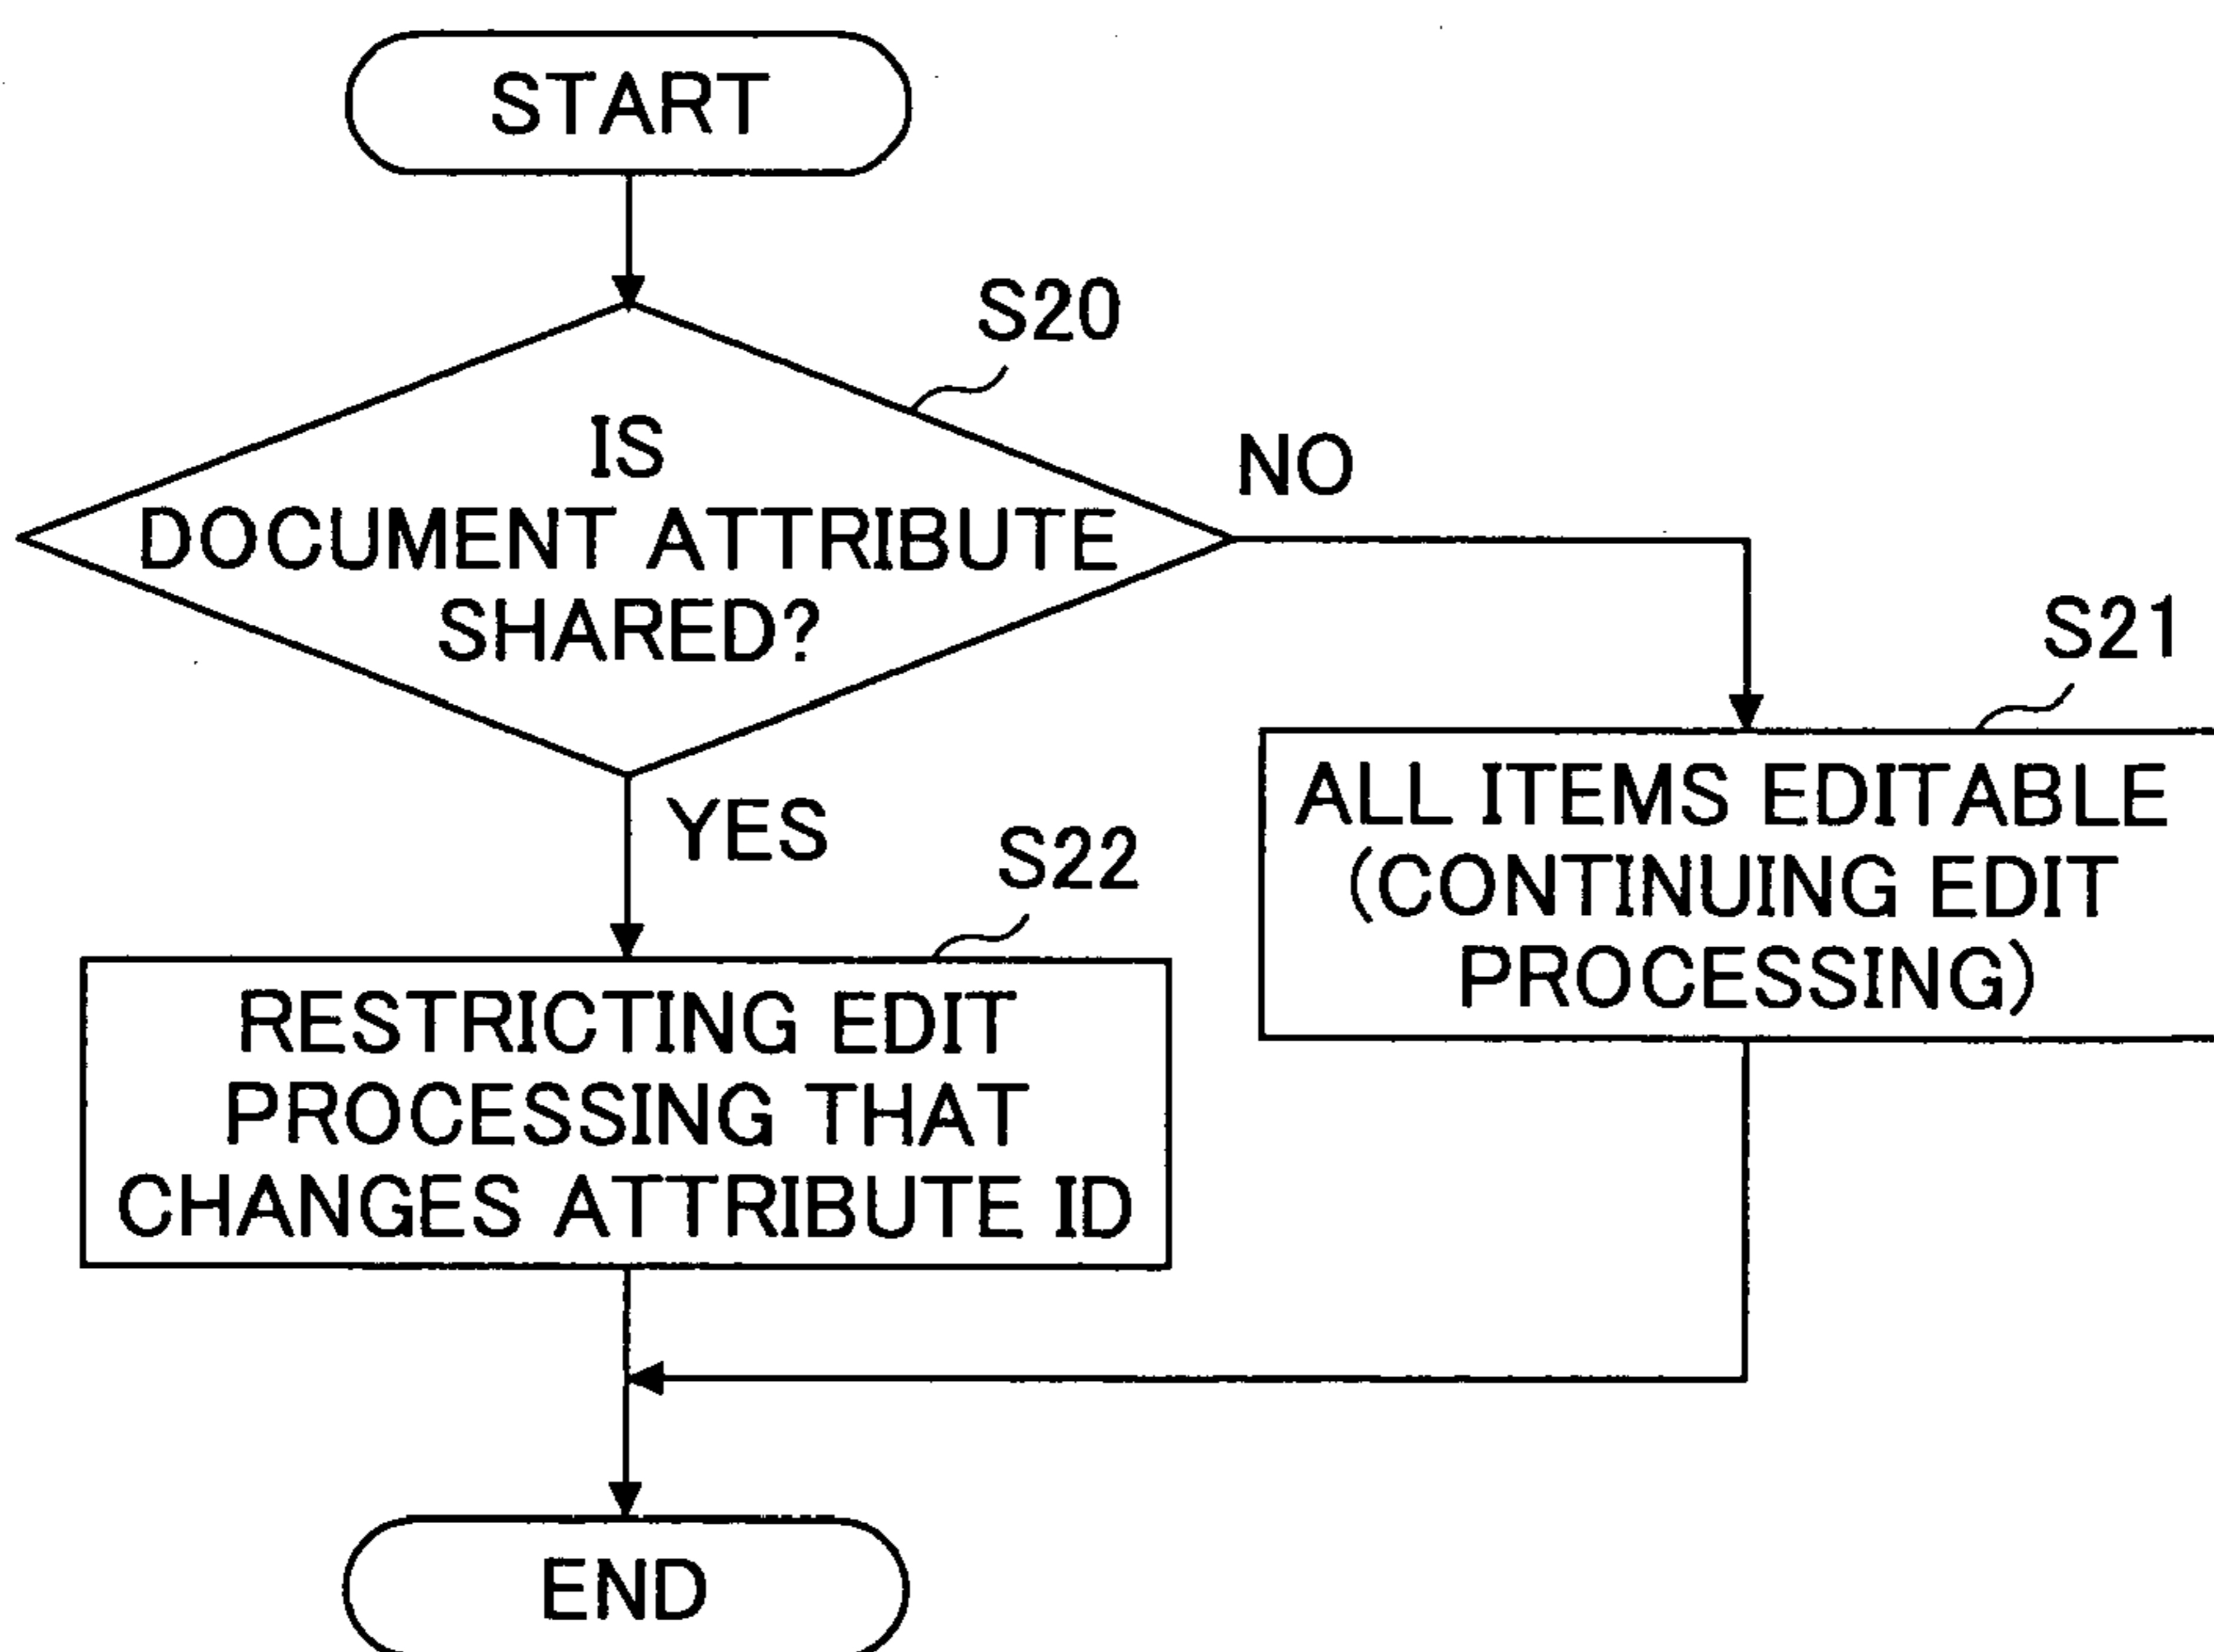 START
S20
IS
DOCUMENT ATTRIBUTE
SHARED?
NO
YES
S21
ALL ITEMS EDITABLE
(CONTINUING EDIT
PROCESSING)
S22
RESTRICTING EDIT
PROCESSING THAT
CHANGES ATTRIBUTE ID
END